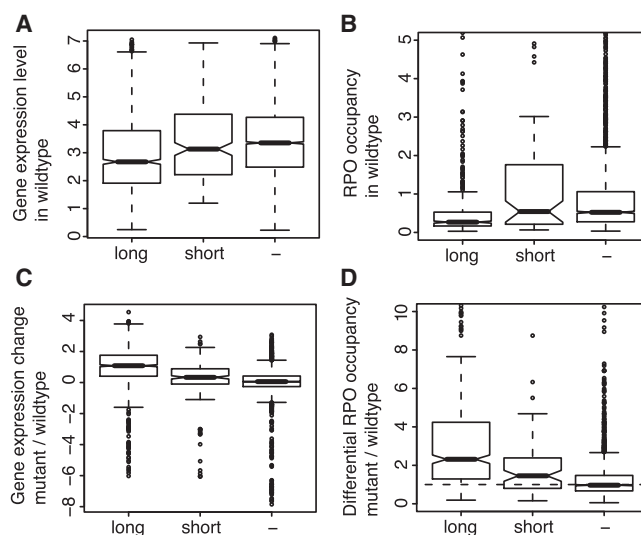 A
Gene expression level
in wildtype
0 1 2 3 4 5 6 7
long short –
B
RPO occupancy
in wildtype
0 1 2 3 4 5
long short –
C
Gene expression change
mutant / wildtype
−8 −6 −4 −2 0 2 4
long short –
D
Differential RPO occupancy
mutant / wildtype
0 2 4 6 8 10
long short –